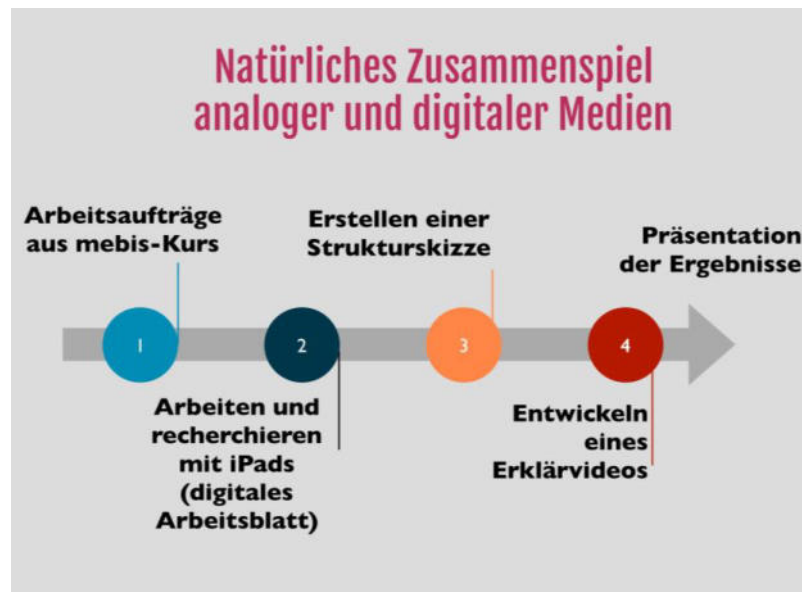 Natürliches Zusammenspiel
analoger und digitaler Medien
Arbeitsaufträge
aus mebis-Kurs
Erstellen einer
Strukturskizze
Präsentation
der Ergebnisse
1
2
3
4
Arbeiten und
recherchieren
mit iPads
(digitales
Arbeitsblatt)
Entwickeln
eines
Erklärvideos